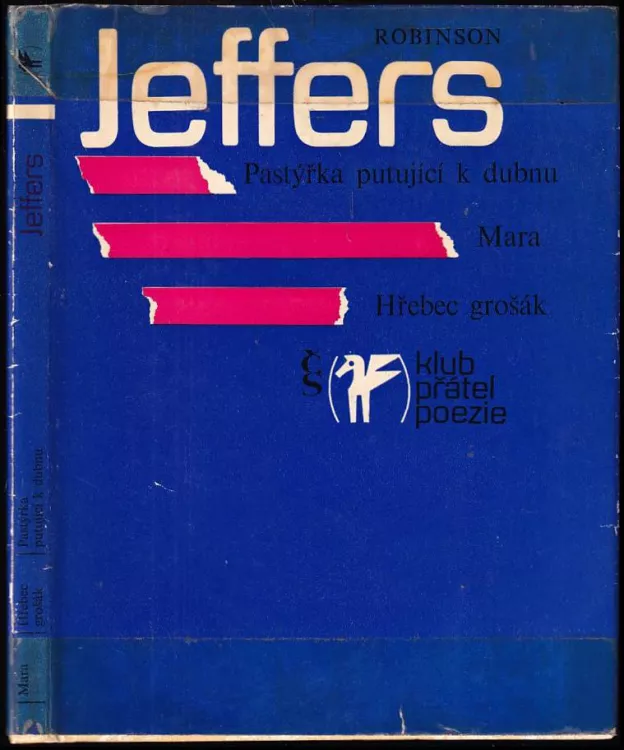 ROBINSON
Jeffers
Pastýřka putující k dubnu
Mara
Hřebec grošák
ČS
klub
přátel
poezie
Jeffers
Pastýřka
putující k dubnu
Hřebec
grošák
Mara